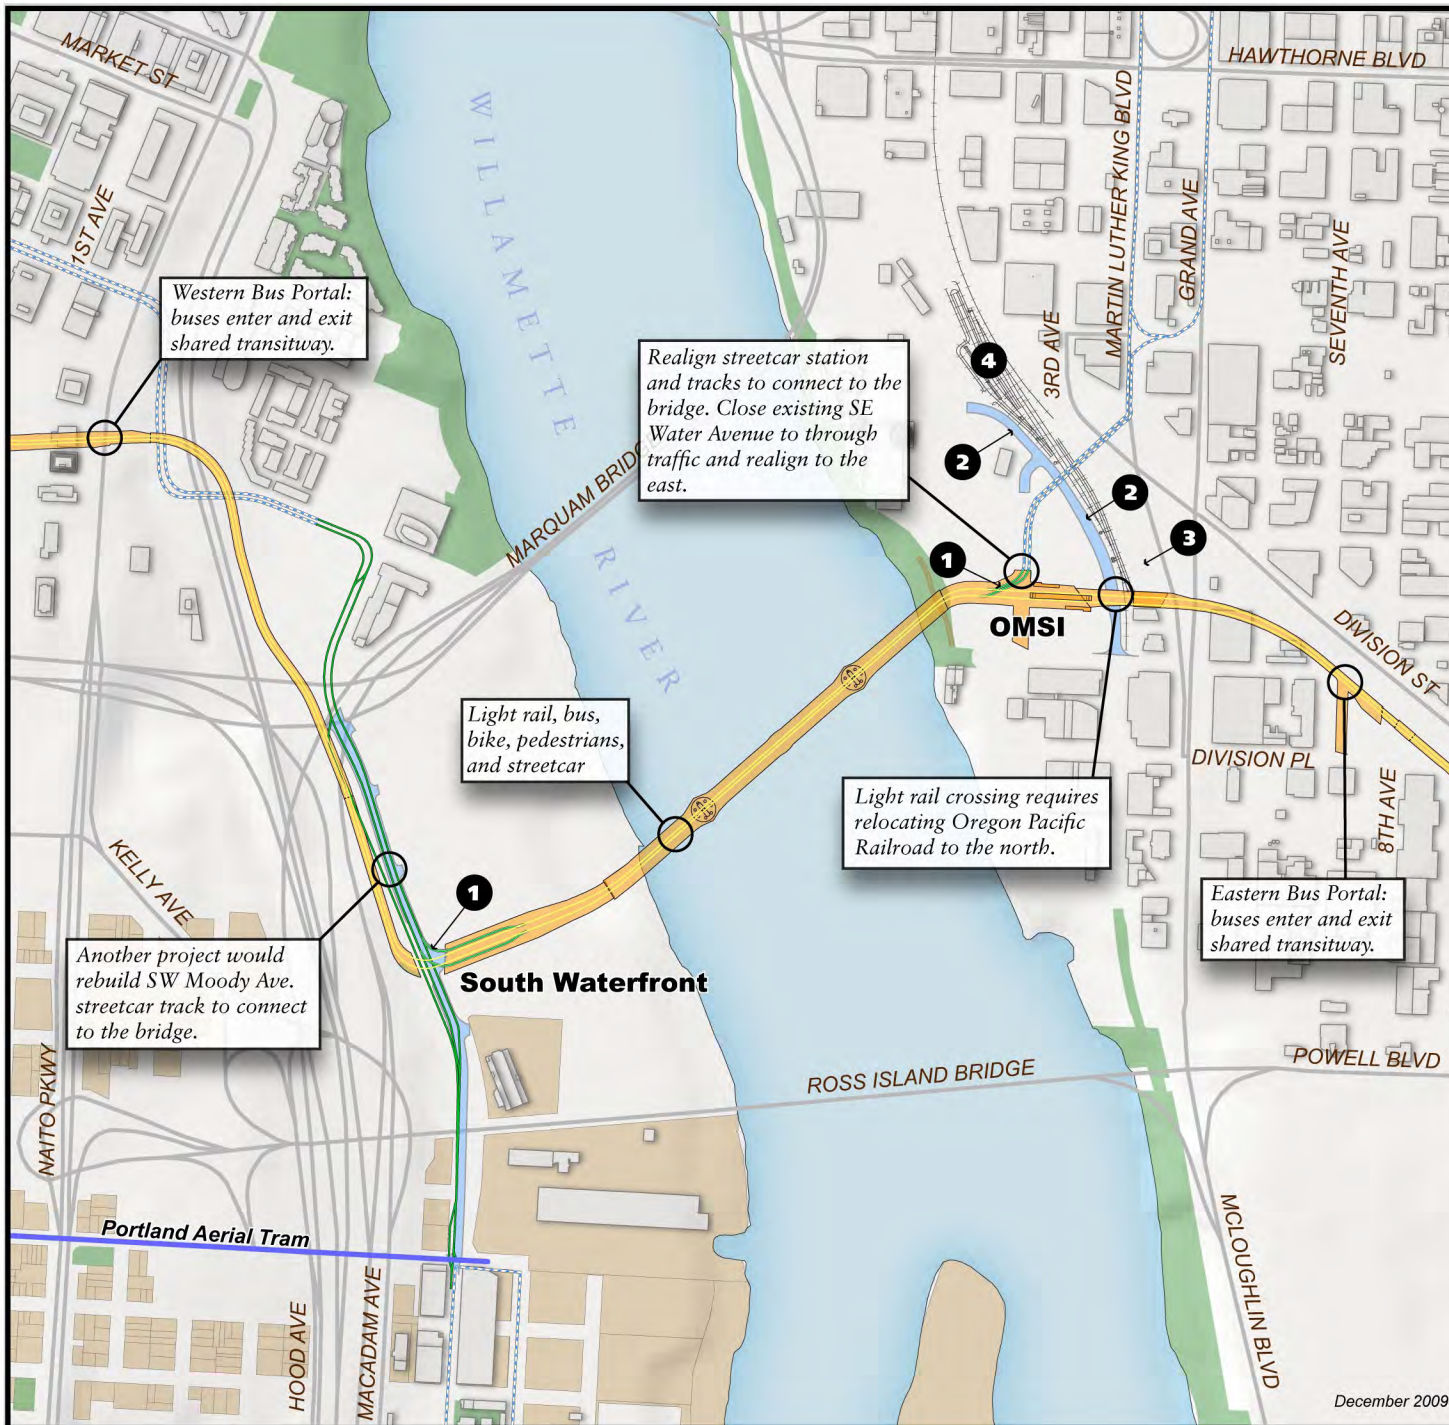 MARKET ST
HAWTHORNE BLVD
WILLAMETTE
RIVER
1ST AVE
MARTIN LUTHER KING BLVD
GRAND AVE
SEVENTH AVE
3RD AVE
Western Bus Portal:
buses enter and exit
shared transitway.
Realign streetcar station
and tracks to connect to the
bridge. Close existing SE
Water Avenue to through
traffic and realign to the
east.
4
2
2
3
1
MARQUAM BRIDGE
OMSI
DIVISION ST
Light rail, bus,
bike, pedestrians,
and streetcar
DIVISION PL
8TH AVE
Light rail crossing requires
relocating Oregon Pacific
Railroad to the north.
KELLY AVE
1
Eastern Bus Portal:
buses enter and exit
shared transitway.
Another project would
rebuild SW Moody Ave.
streetcar track to connect
to the bridge.
South Waterfront
NAITO PKWY
ROSS ISLAND BRIDGE
POWELL BLVD
Portland Aerial Tram
MCLOUGHLIN BLVD
HOOD AVE
MACADAM AVE
December 2009